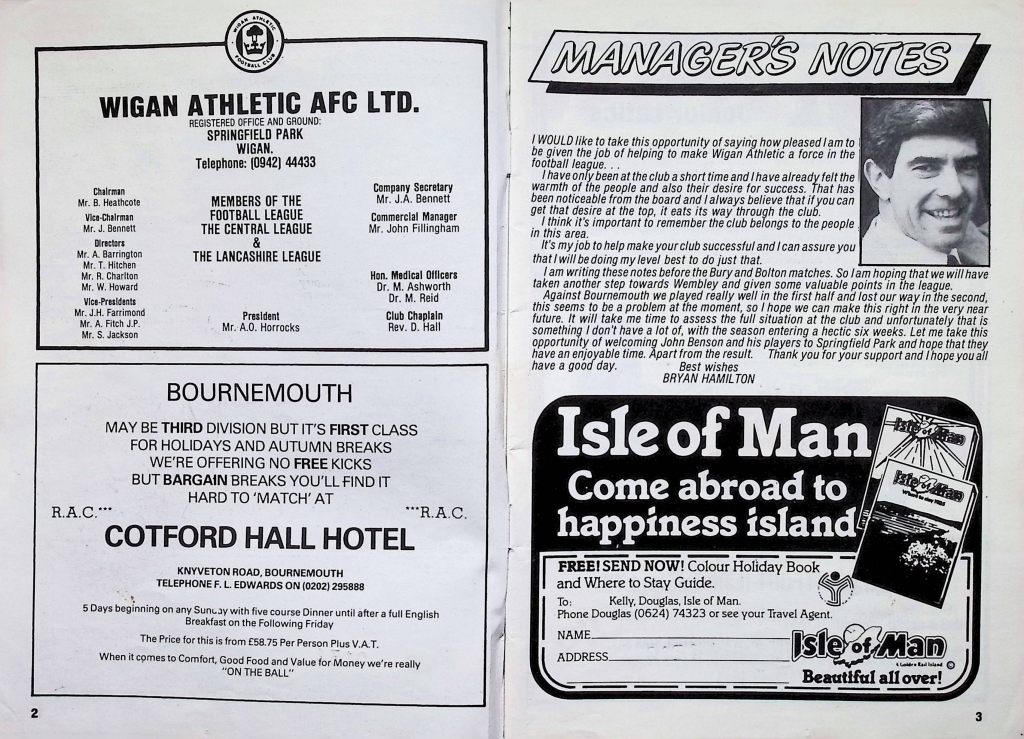 WIGAN ATHLETIC
FOOTBALL CLUB
WIGAN ATHLETIC AFC LTD.
REGISTERED OFFICE AND GROUND:
SPRINGFIELD PARK
WIGAN.
Telephone: (0942) 44433
Chairman
Mr. B. Heathcote
Vice-Chairman
Mr. J. Bennett
Directors
Mr. A. Barrington
Mr. T. Hitchen
Mr. R. Charlton
Mr. W. Howard
Vice-Presidents
Mr. J.H. Farrimond
Mr. A. Fitch J.P.
Mr. S. Jackson
MEMBERS OF THE
FOOTBALL LEAGUE
THE CENTRAL LEAGUE
&
THE LANCASHIRE LEAGUE
President
Mr. A.O. Horrocks
Company Secretary
Mr. J.A. Bennett
Commercial Manager
Mr. John Fillingham
Hon. Medical Officers
Dr. M. Ashworth
Dr. M. Reid
Club Chaplain
Rev. D. Hall
BOURNEMOUTH
MAY BE THIRD DIVISION BUT IT'S FIRST CLASS
FOR HOLIDAYS AND AUTUMN BREAKS
WE'RE OFFERING NO FREE KICKS
BUT BARGAIN BREAKS YOU'LL FIND IT
HARD TO 'MATCH' AT
R.A.C.*** ***R.A.C.
COTFORD HALL HOTEL
KNYVETON ROAD, BOURNEMOUTH
TELEPHONE F. L. EDWARDS ON (0202) 295888
5 Days beginning on any Sunday with five course Dinner until after a full English
Breakfast on the Following Friday
The Price for this is from £58.75 Per Person Plus V.A.T.
When it comes to Comfort, Good Food and Value for Money we're really
"ON THE BALL"
2
MANAGER'S NOTES
I WOULD like to take this opportunity of saying how pleased I am to
be given the job of helping to make Wigan Athletic a force in the
football league. . .
I have only been at the club a short time and I have already felt the
warmth of the people and also their desire for success. That has
been noticeable from the board and I always believe that if you can
get that desire at the top, it eats its way through the club.
I think it's important to remember the club belongs to the people
in this area.
It's my job to help make your club successful and I can assure you
that I will be doing my level best to do just that.
I am writing these notes before the Bury and Bolton matches. So I am hoping that we will have
taken another step towards Wembley and given some valuable points in the league.
Against Bournemouth we played really well in the first half and lost our way in the second,
this seems to be a problem at the moment, so I hope we can make this right in the very near
future. It will take me time to assess the full situation at the club and unfortunately that is
something I don't have a lot of, with the season entering a hectic six weeks. Let me take this
opportunity of welcoming John Benson and his players to Springfield Park and hope that they
have an enjoyable time. Apart from the result. Thank you for your support and I hope you all
have a good day. Best wishes
BRYAN HAMILTON
Isle of Man
Come abroad to
happiness island
Isle of Man
Isle of Man
Where to stay
FREE! SEND NOW! Colour Holiday Book
and Where to Stay Guide.
To: Kelly, Douglas, Isle of Man.
Phone Douglas (0624) 74323 or see your Travel Agent.
NAME
ADDRESS
Isle of Man
A Golden Rail Island ©
Beautiful all over!
3